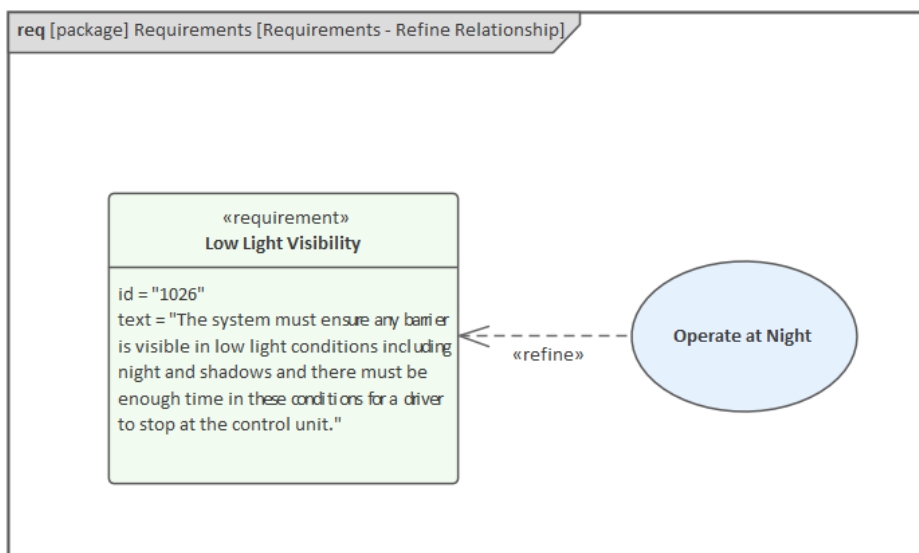 req [package] Requirements [Requirements - Refine Relationship]
«requirement»
Low Light Visibility
id = "1026"
text = "The system must ensure any barrier
is visible in low light conditions including
night and shadows and there must be
enough time in these conditions for a driver
to stop at the control unit."
«refine»
Operate at Night